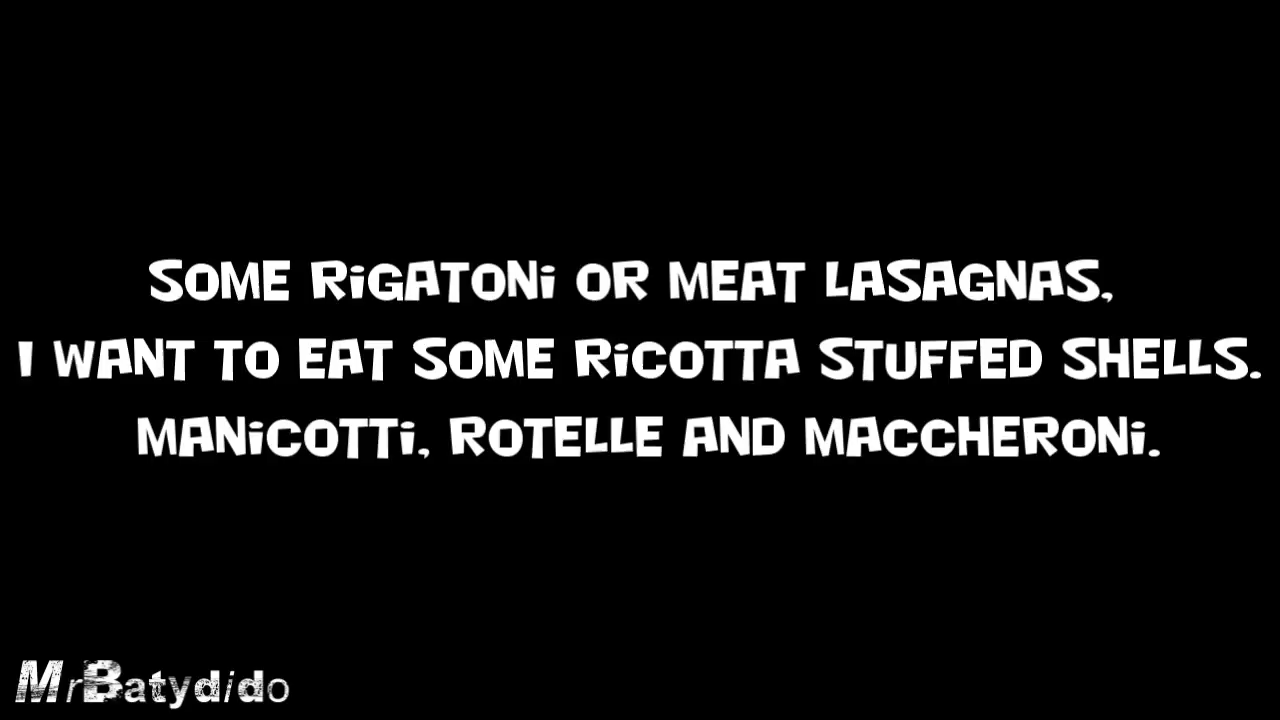 SOME RiGATONi OR MEAT LASAGNAS,
I WANT TO EAT SOME RiCOTTA STUFFED SHELLS.
MANiCOTTi, ROTELLE AND MACCHERONi.
MrBatydido